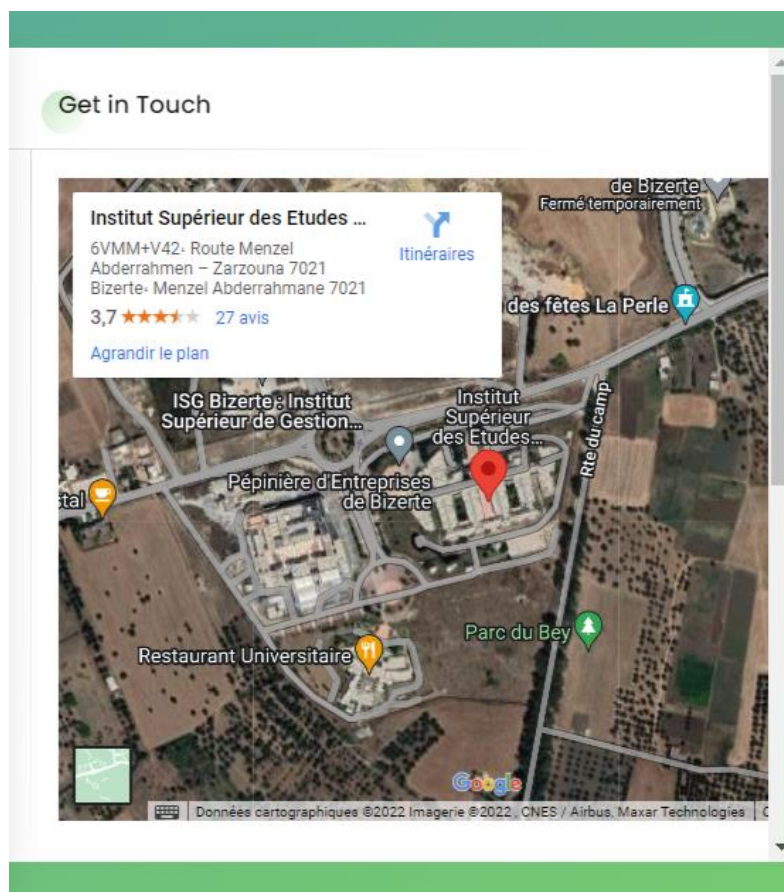 Get in Touch
de Bizerte
Fermé temporairement
Institut Supérieur des Etudes ...
Itinéraires
6VMM+V42، Route Menzel
Abderrahmen – Zarzouna 7021
Bizerte، Menzel Abderrahmane 7021
3,7
27 avis
Agrandir le plan
des fêtes La Perle
ISG Bizerte : Institut
Supérieur de Gestion...
Institut
Supérieur
des Etudes...
Rte du camp
Pépinière d'Entreprises
de Bizerte
stal
Parc du Bey
Restaurant Universitaire
Google
Données cartographiques ©2022 Imagerie ©2022 , CNES / Airbus, Maxar Technologies